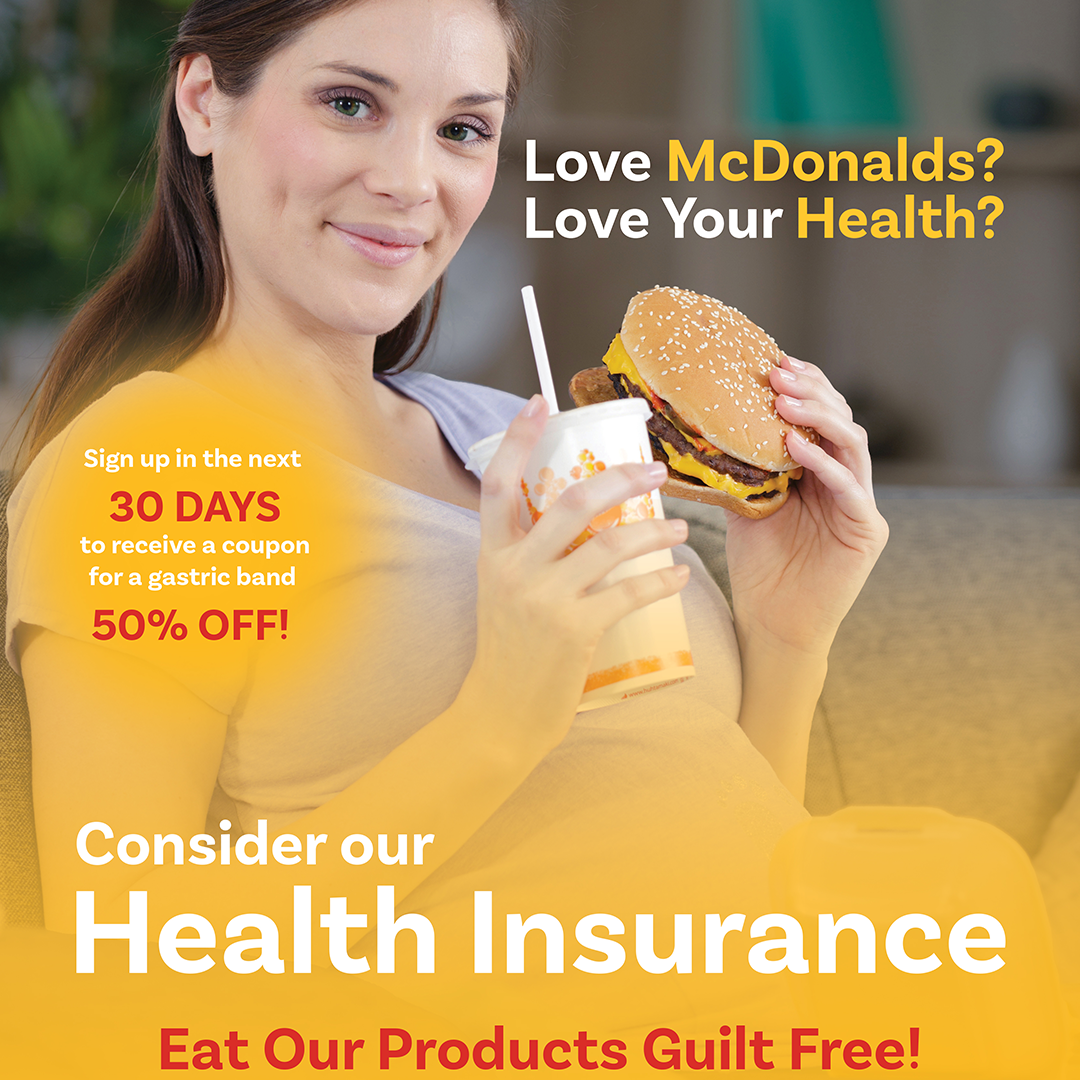 Love McDonalds?
Love Your Health?
Sign up in the next
30 DAYS
to receive a coupon
for a gastric band
50% OFF!
Consider our
Health Insurance
Eat Our Products Guilt Free!